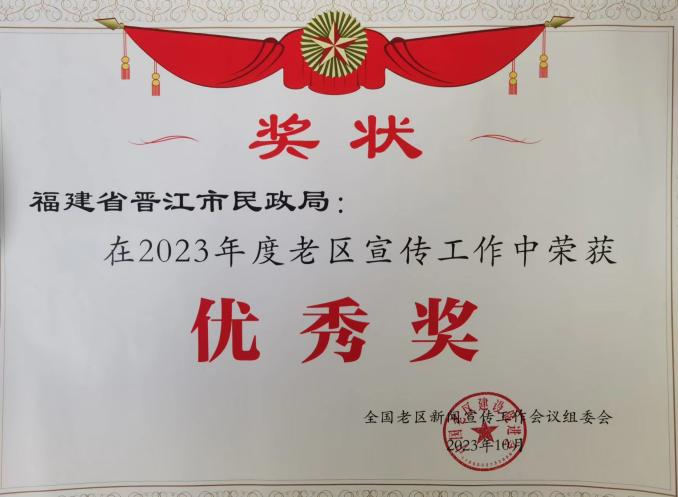 奖状
福建省晋江市民政局：
在2023年度老区宣传工作中荣获
优秀奖
全国老区新闻宣传工作会议组委会
2023年10月